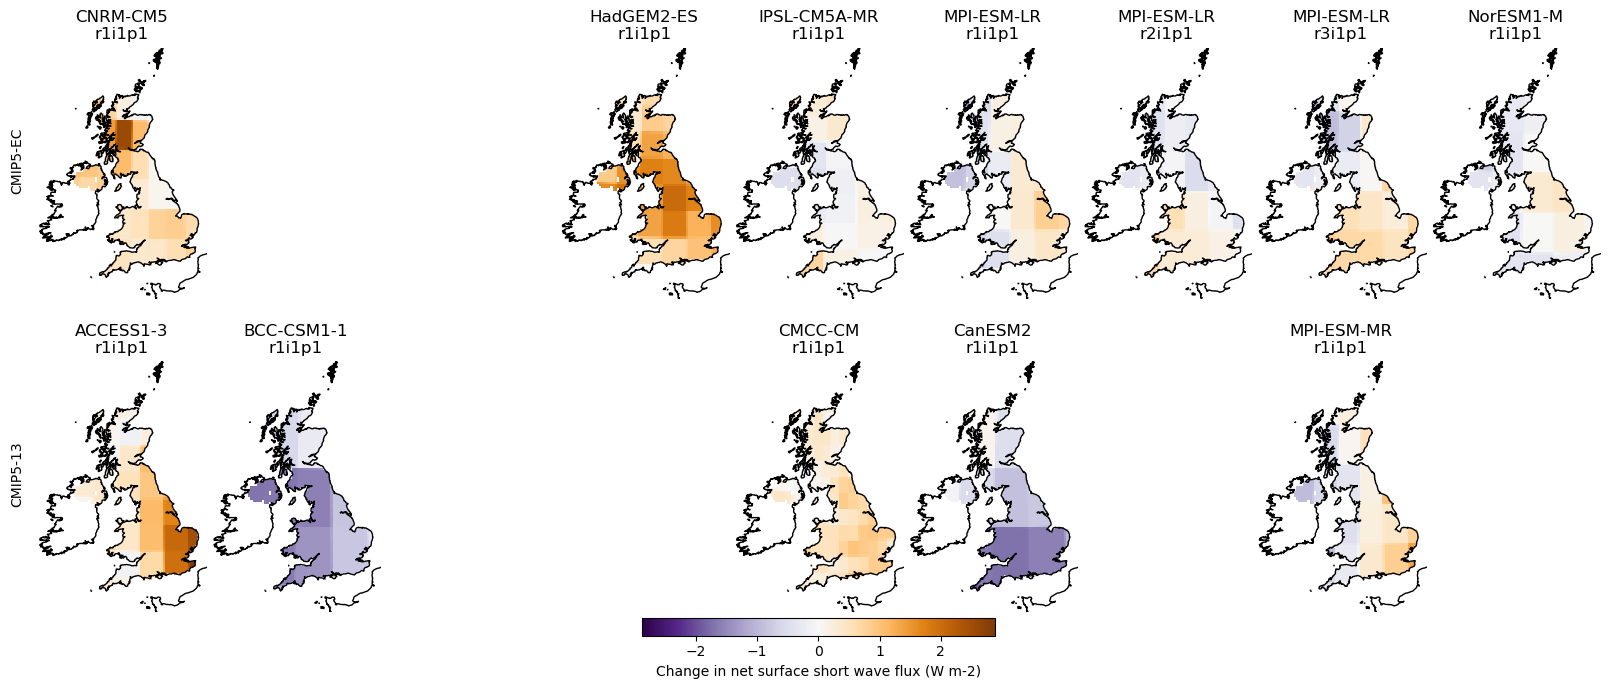 CNRM-CM5
r1i1p1
HadGEM2-ES
r1i1p1
IPSL-CM5A-MR
r1i1p1
MPI-ESM-LR
r1i1p1
MPI-ESM-LR
r2i1p1
MPI-ESM-LR
r3i1p1
NorESM1-M
r1i1p1
CMIP5-EC
ACCESS1-3
r1i1p1
BCC-CSM1-1
r1i1p1
CMCC-CM
r1i1p1
CanESM2
r1i1p1
MPI-ESM-MR
r1i1p1
CMIP5-13
−2 −1 0 1 2
Change in net surface short wave flux (W m-2)